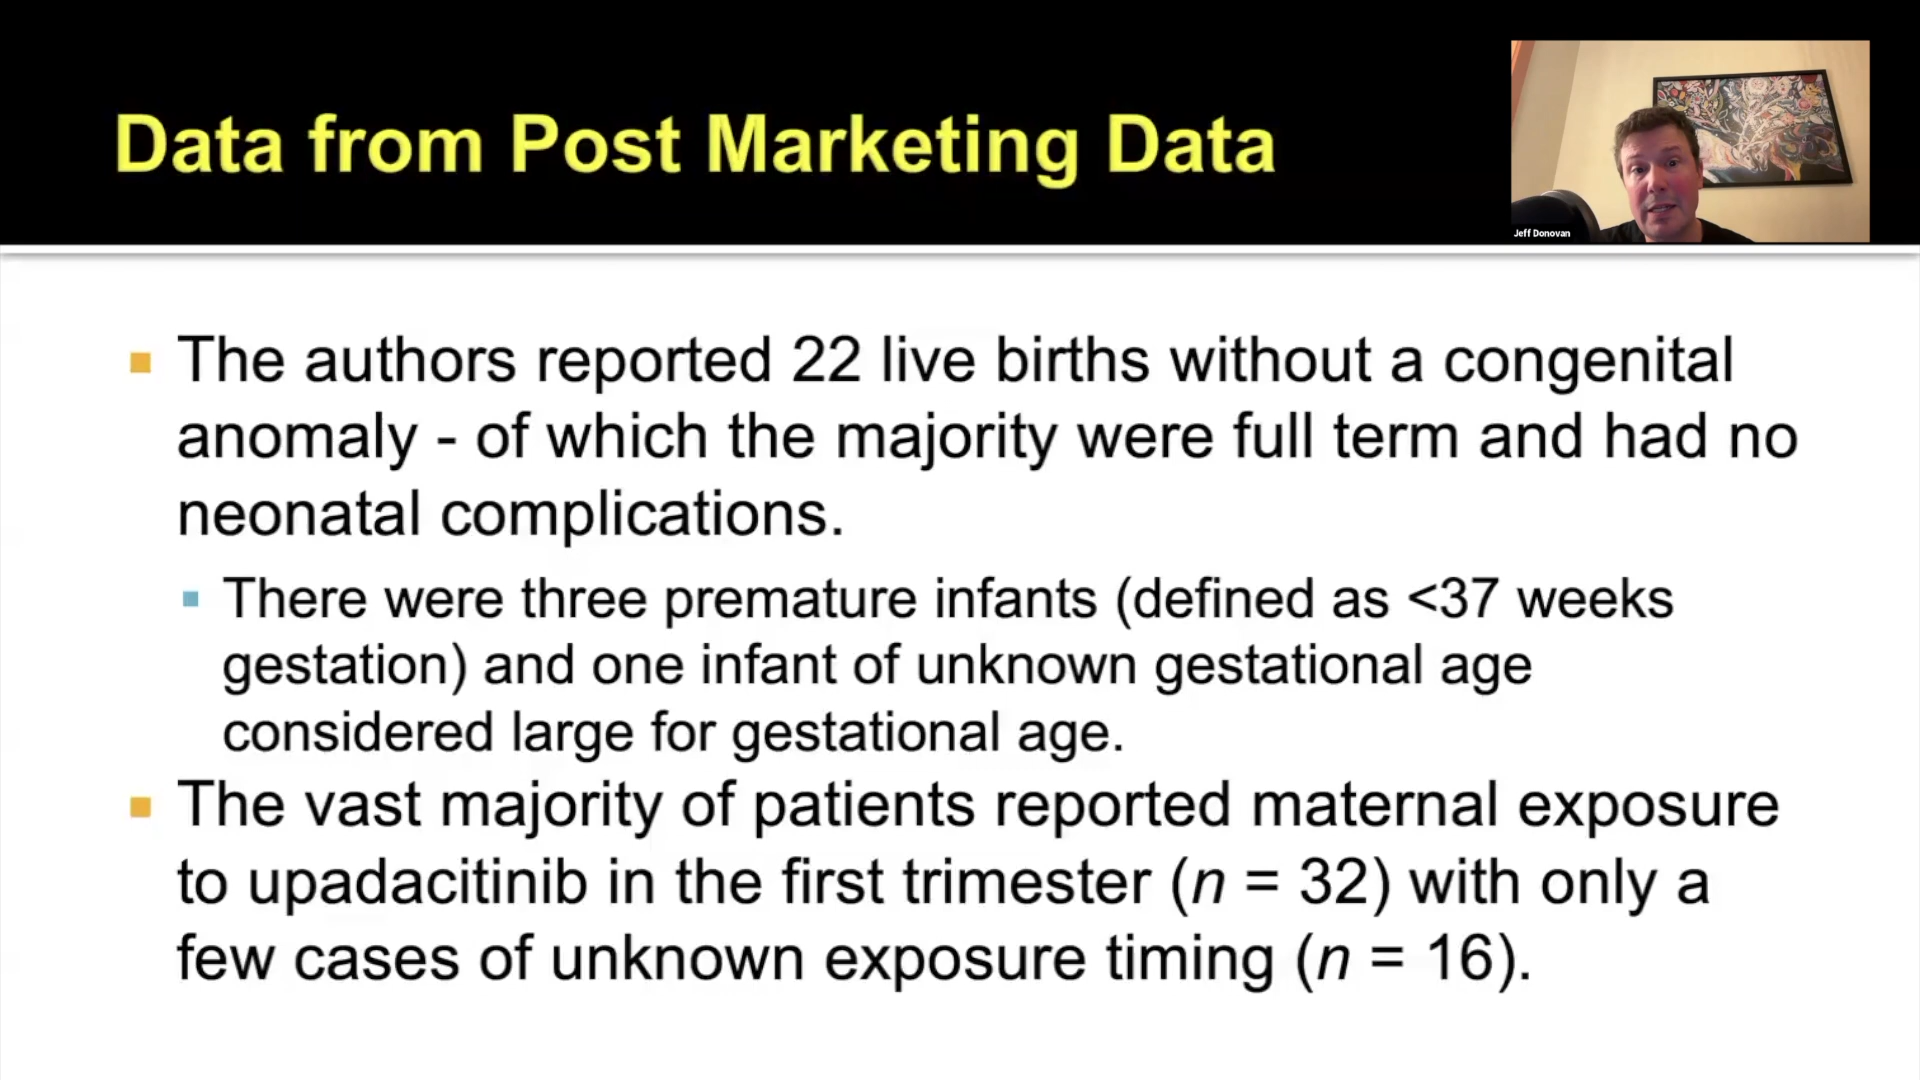 Data from Post Marketing Data
Jeff Donovan
The authors reported 22 live births without a congenital
anomaly - of which the majority were full term and had no
neonatal complications.
There were three premature infants (defined as <37 weeks
gestation) and one infant of unknown gestational age
considered large for gestational age.
The vast majority of patients reported maternal exposure
to upadacitinib in the first trimester (n = 32) with only a
few cases of unknown exposure timing (n = 16).